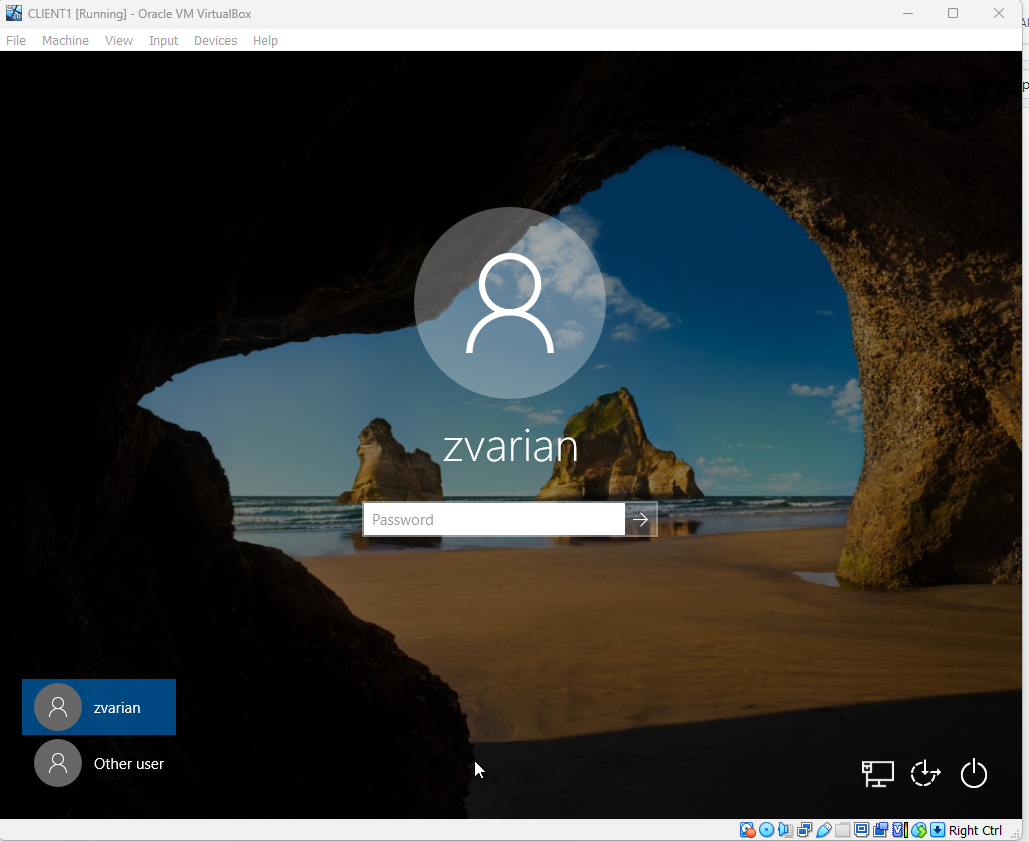 CLIENT1 [Running] - Oracle VM VirtualBox
File Machine View Input Devices Help
zvarian
Password
zvarian
Other user
Right Ctrl